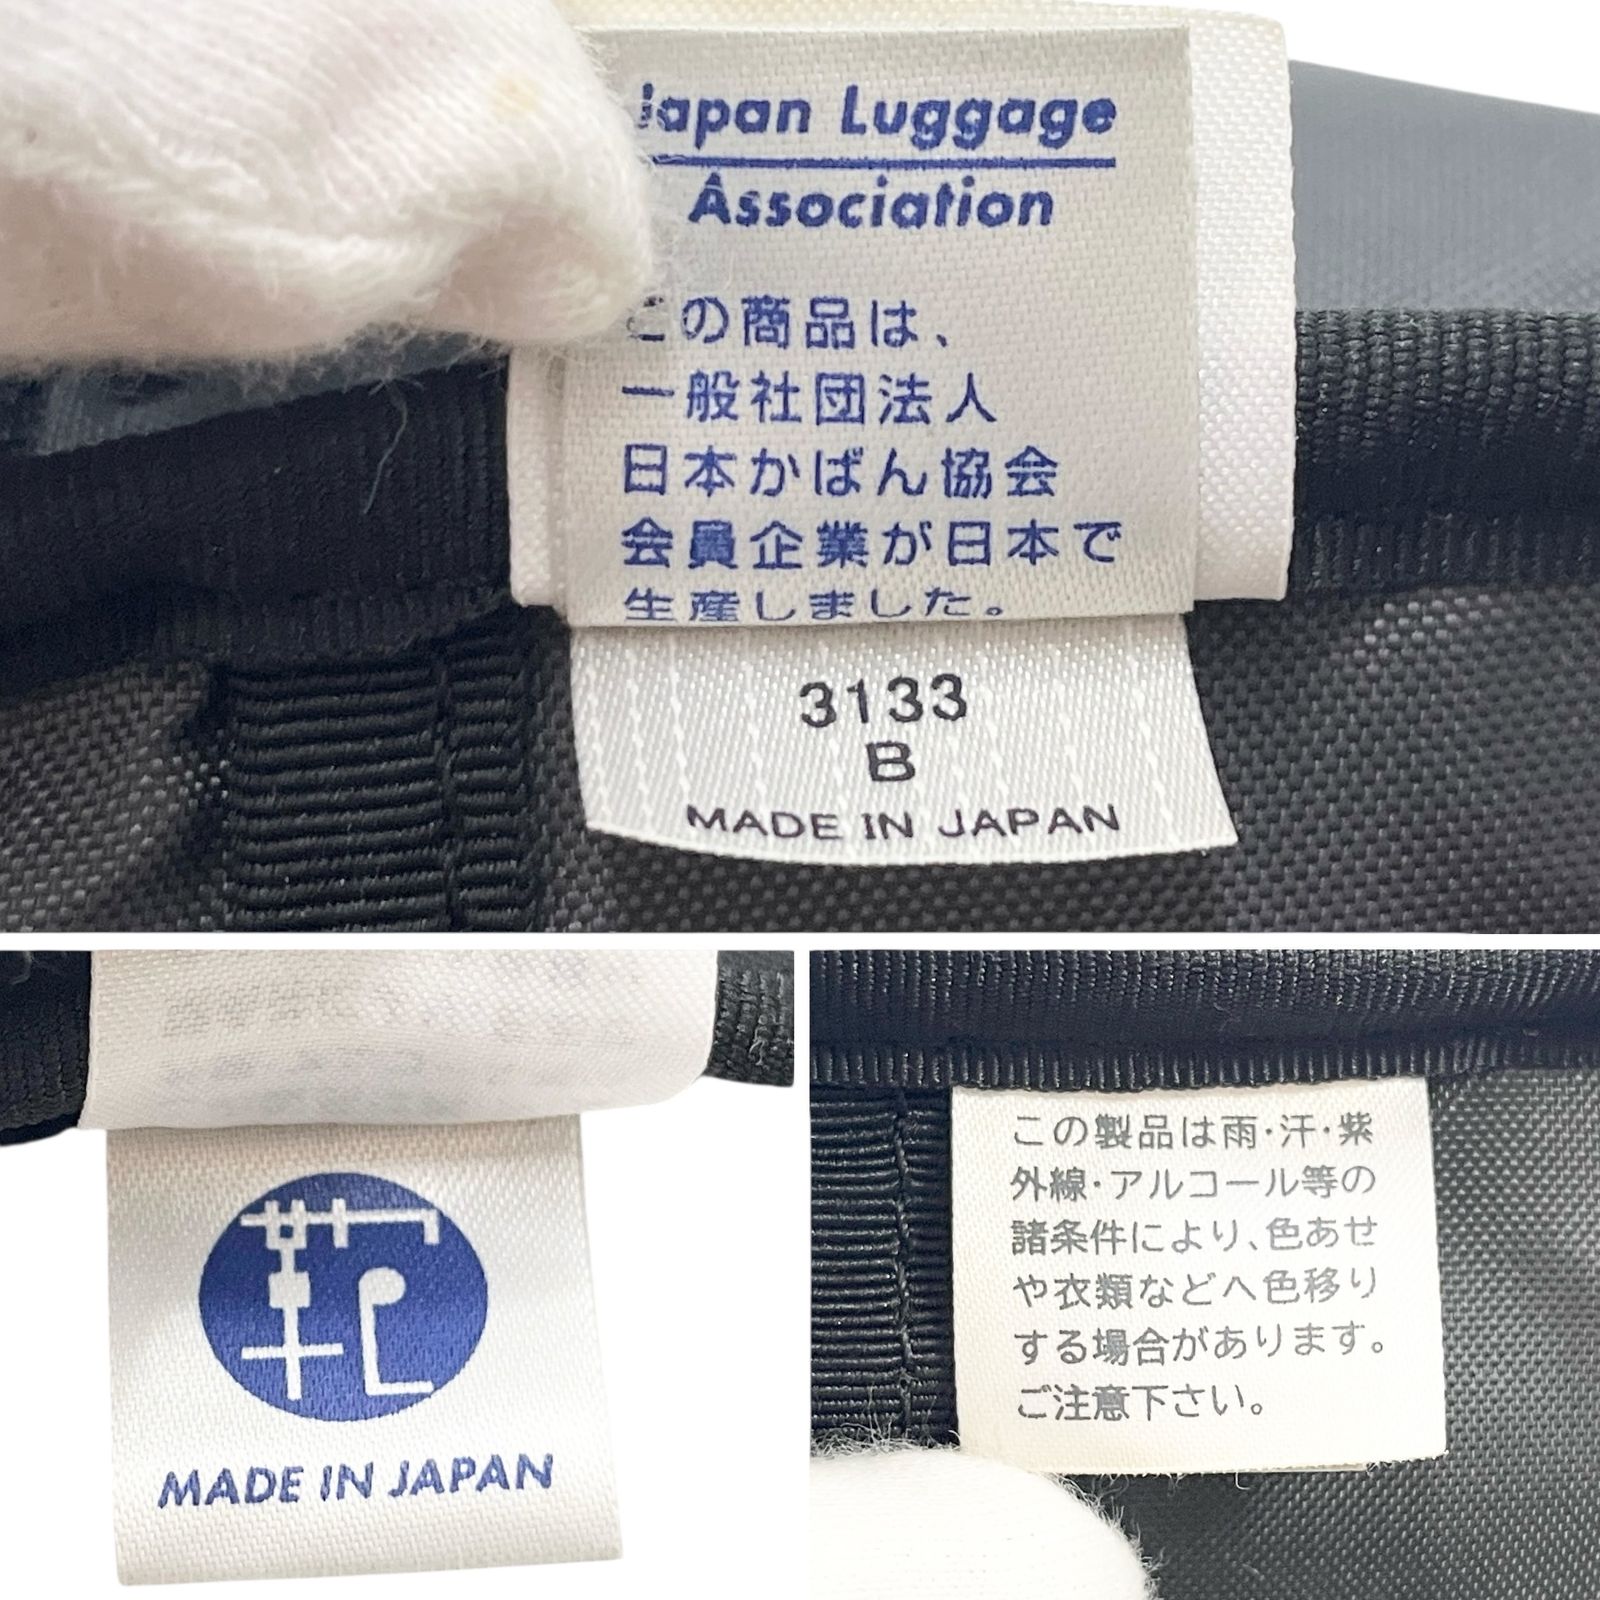 Japan Luggage
Association
この商品は、
一般社団法人
日本かばん協会
会員企業が日本で
生産しました。
3133
B
MADE IN JAPAN
MADE IN JAPAN
この製品は雨・汗・紫
外線・アルコール等の
諸条件により、色あせ
や衣類などへ色移り
する場合があります。
ご注意下さい。